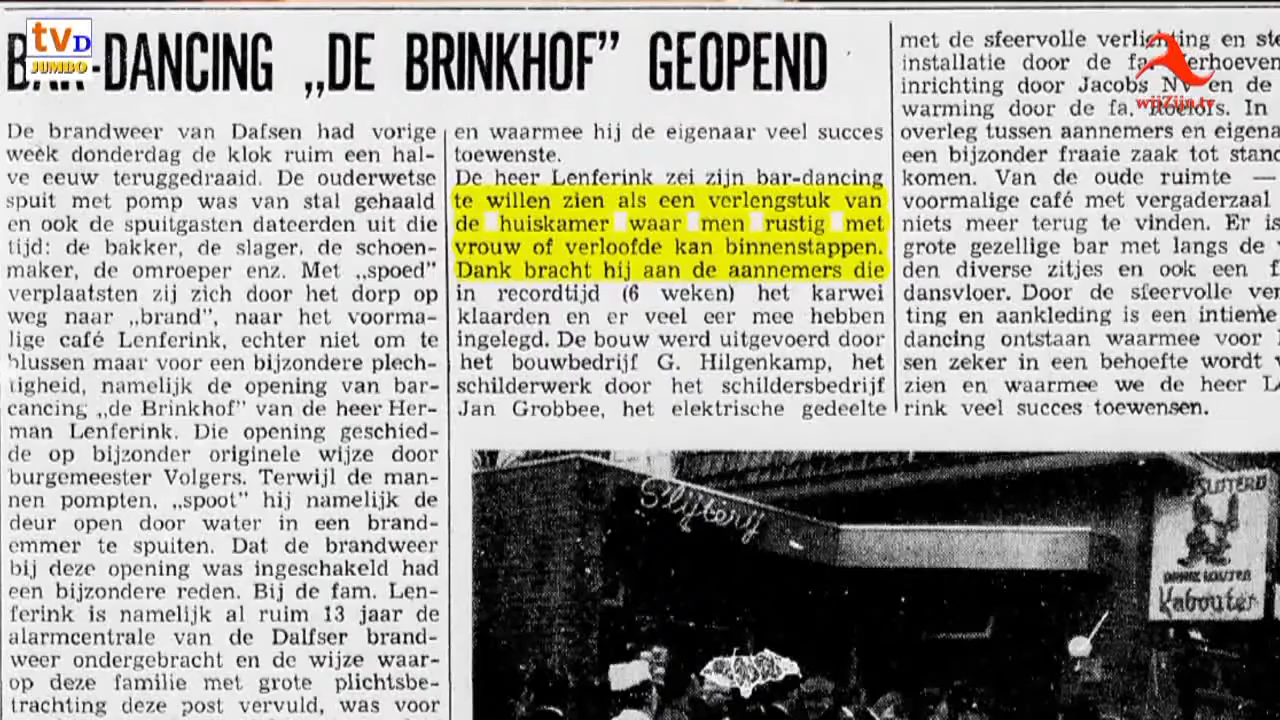 tv D
JUMBO
wijZijn.tv
BAR-DANCING „DE BRINKHOF” GEOPEND
De brandweer van Dafsen had vorige
week donderdag de klok ruim een hal-
ve eeuw teruggedraaid. De ouderwetse
spuit met pomp was van stal gehaald
en ook de spuitgasten dateerden uit die
tijd: de bakker, de slager, de schoen-
maker, de omroeper enz. Met „spoed”
verplaatsten zij zich door het dorp op
weg naar „brand”, naar het voorma-
lige café Lenferink, echter niet om te
blussen maar voor een bijzondere plech-
tigheid, namelijk de opening van bar-
cancing „de Brinkhof” van de heer Her-
man Lenferink. Die opening geschied-
de op bijzonder originele wijze door
burgemeester Volgers. Terwijl de man-
nen pompten, „spoot” hij namelijk de
deur open door water in een brand-
emmer te spuiten. Dat de brandweer
bij deze opening was ingeschakeld had
een bijzondere reden. Bij de fam. Len-
ferink is namelijk al ruim 13 jaar de
alarmcentrale van de Dalfser brand-
weer ondergebracht en de wijze waar-
op deze familie met grote plichtsbe-
trachting deze post vervuld, was voor
en waarmee hij de eigenaar veel succes
toewenste.
De heer Lenferink zei zijn bar-dancing
te willen zien als een verlengstuk van
de huiskamer waar men rustig met
vrouw of verloofde kan binnenstappen.
Dank bracht hij aan de aannemers die
in recordtijd (6 weken) het karwei
klaarden en er veel eer mee hebben
ingelegd. De bouw werd uitgevoerd door
het bouwbedrijf G. Hilgenkamp, het
schilderwerk door het schildersbedrijf
Jan Grobbee, het elektrische gedeelte
met de sfeervolle verlichting en ste
installatie door de fa. erhoeven
inrichting door Jacobs NV en de
warming door de fa. Roelofs. In
overleg tussen aannemers en eigena
een bijzonder fraaie zaak tot stand
komen. Van de oude ruimte —
voormalige café met vergaderzaal
niets meer terug te vinden. Er is
grote gezellige bar met langs de
den diverse zitjes en ook een f
dansvloer. Door de sfeervolle ver
ting en aankleding is een intieme
dancing ontstaan waarmee voor
sen zeker in een behoefte wordt v
zien en waarmee we de heer L
rink veel succes toewensen.
Slijterij
SLIJTERIJ
Kabouter